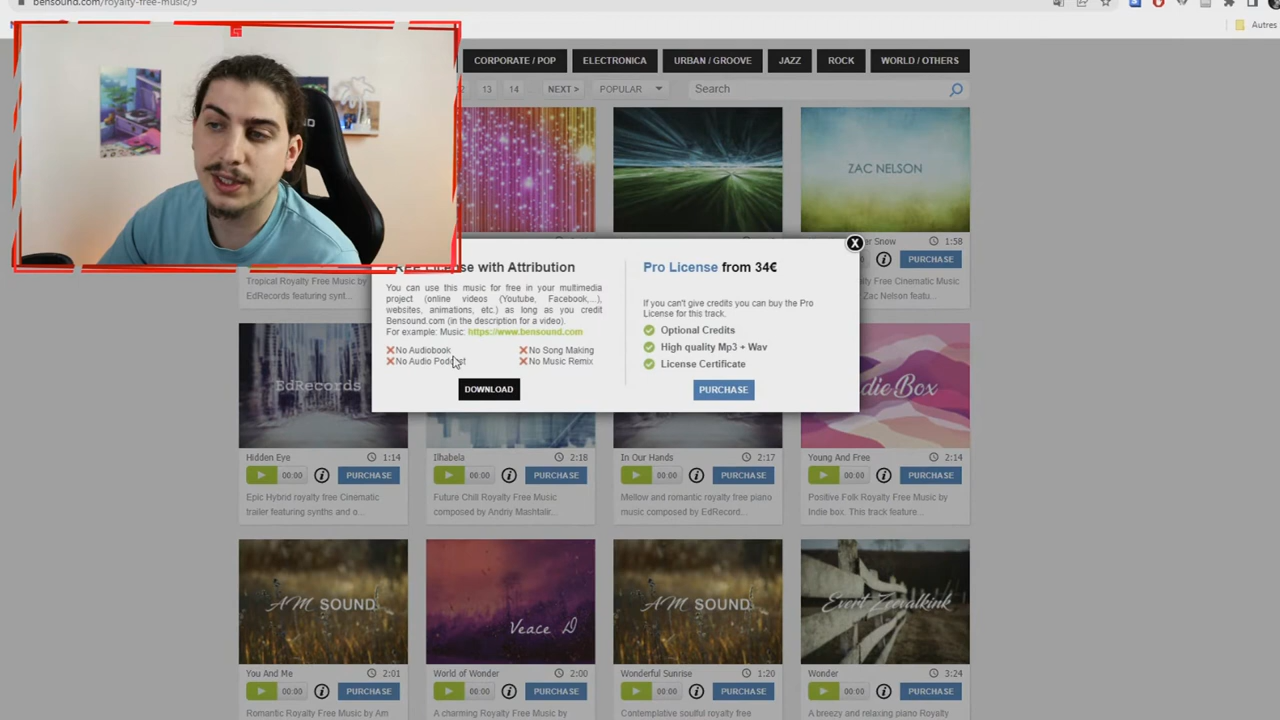 bensound.com/royalty-free-music/9
Autres
CORPORATE / POP
ELECTRONICA
URBAN / GROOVE
JAZZ
ROCK
WORLD / OTHERS
13
14
NEXT >
POPULAR
Search
ZAC NELSON
Snow
1:58
PURCHASE
Tropical Royalty Free Music by
EdRecords featuring synt...
Free Cinematic Music
Zac Nelson featu...
X
FREE License with Attribution
You can use this music for free in your multimedia
project (online videos (Youtube, Facebook,...),
websites, animations, etc.) as long as you credit
Bensound.com (in the description for a video).
For example: Music: https://www.bensound.com
No Audiobook
No Song Making
No Audio Podcast
No Music Remix
DOWNLOAD
Pro License from 34€
If you can't give credits you can buy the Pro
License for this track.
Optional Credits
High quality Mp3 + Wav
License Certificate
PURCHASE
EdRecords
Indie Box
Hidden Eye
1:14
00:00
PURCHASE
Epic Hybrid royalty free Cinematic
trailer featuring synths and o...
Ilhabela
2:18
00:00
PURCHASE
Future Chill Royalty Free Music
composed by Andriy Mashtalir...
In Our Hands
2:17
00:00
PURCHASE
Mellow and romantic royalty free piano
music composed by EdRecord...
Young And Free
2:14
00:00
PURCHASE
Positive Folk Royalty Free Music by
Indie box. This track feature...
AM SOUND
Veace D
AM SOUND
Evert Zeevalkink
You And Me
2:01
00:00
PURCHASE
Romantic Royalty Free Music by Am
World of Wonder
2:00
00:00
PURCHASE
A charming Royalty Free Music by
Wonderful Sunrise
1:20
00:00
PURCHASE
Contemplative soulful royalty free
Wonder
3:24
00:00
PURCHASE
A breezy and relaxing piano Royalty